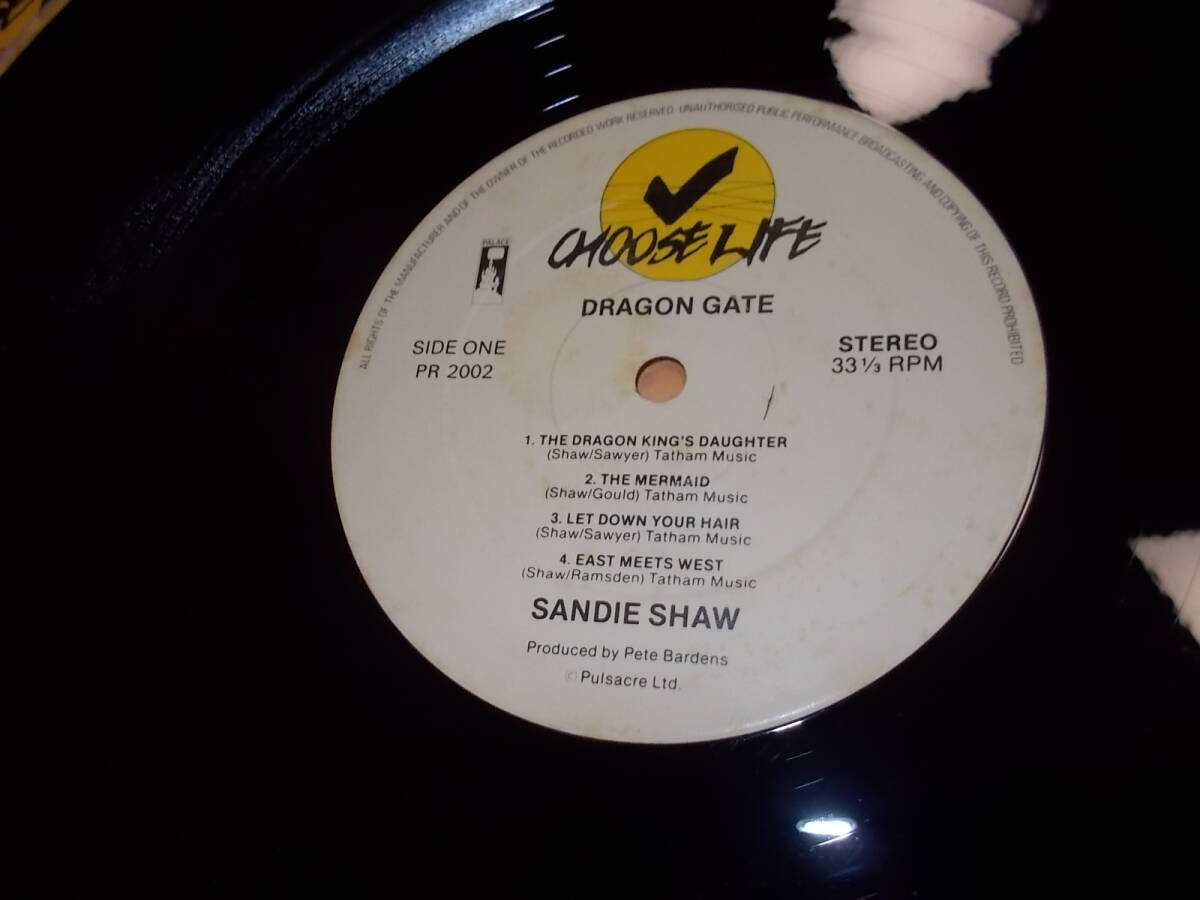 ALL RIGHTS OF THE MANUFACTURER AND OF THE OWNER OF THE RECORDED WORK RESERVED. UNAUTHORISED PUBLIC PERFORMANCE BROADCASTING AND COPYING OF THIS RECORD PROHIBITED
CHOOSE LIFE
PALACE
DRAGON GATE
SIDE ONE
PR 2002
STEREO
33 1/3 RPM
1. THE DRAGON KING'S DAUGHTER
(Shaw/Sawyer) Tatham Music
2. THE MERMAID
(Shaw/Gould) Tatham Music
3. LET DOWN YOUR HAIR
(Shaw/Sawyer) Tatham Music
4. EAST MEETS WEST
(Shaw/Ramsden) Tatham Music
SANDIE SHAW
Produced by Pete Bardens
© Pulsacre Ltd.